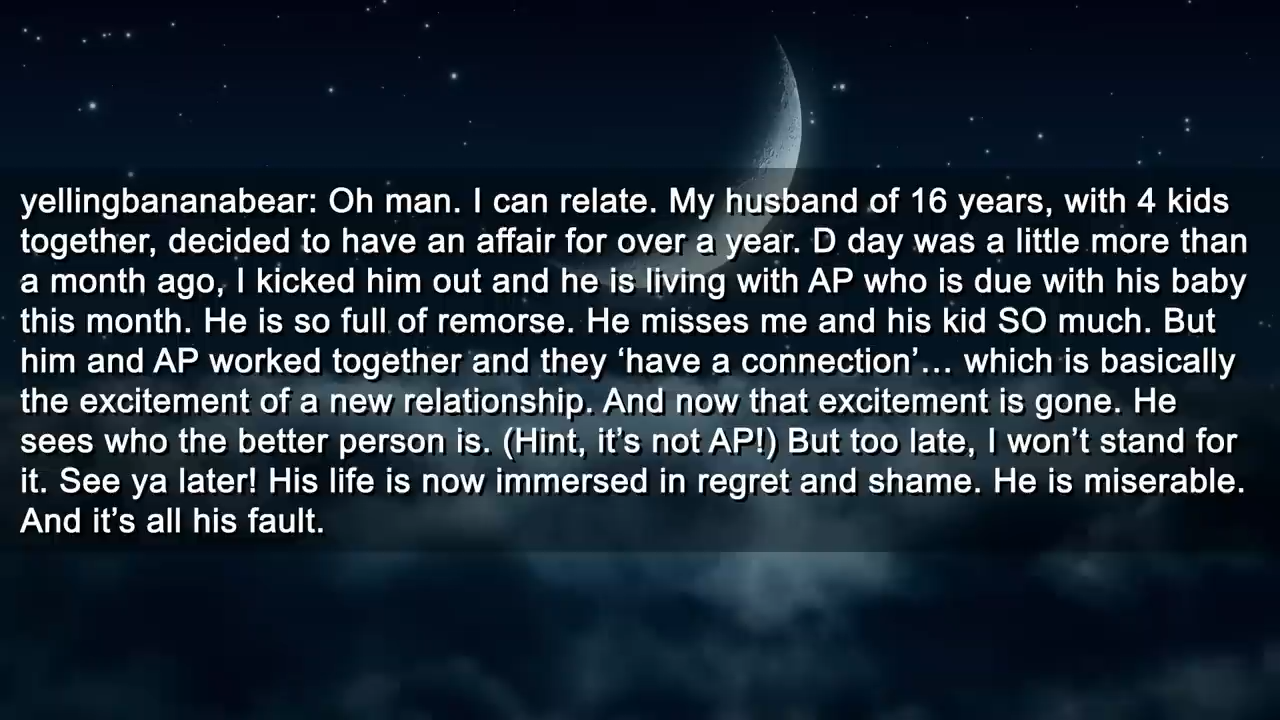 yellingbananabear: Oh man. I can relate. My husband of 16 years, with 4 kids
together, decided to have an affair for over a year. D day was a little more than
a month ago, I kicked him out and he is living with AP who is due with his baby
this month. He is so full of remorse. He misses me and his kid SO much. But
him and AP worked together and they ‘have a connection’… which is basically
the excitement of a new relationship. And now that excitement is gone. He
sees who the better person is. (Hint, it’s not AP!) But too late, I won’t stand for
it. See ya later! His life is now immersed in regret and shame. He is miserable.
And it’s all his fault.